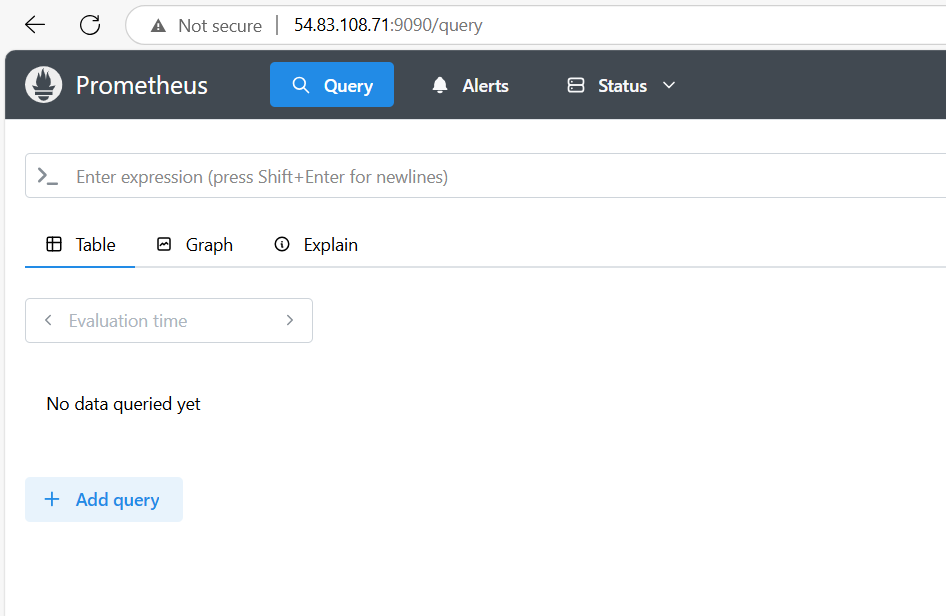 Not secure | 54.83.108.71:9090/query
Prometheus Query Alerts Status
Enter expression (press Shift+Enter for newlines)
Table Graph Explain
Evaluation time
No data queried yet
Add query